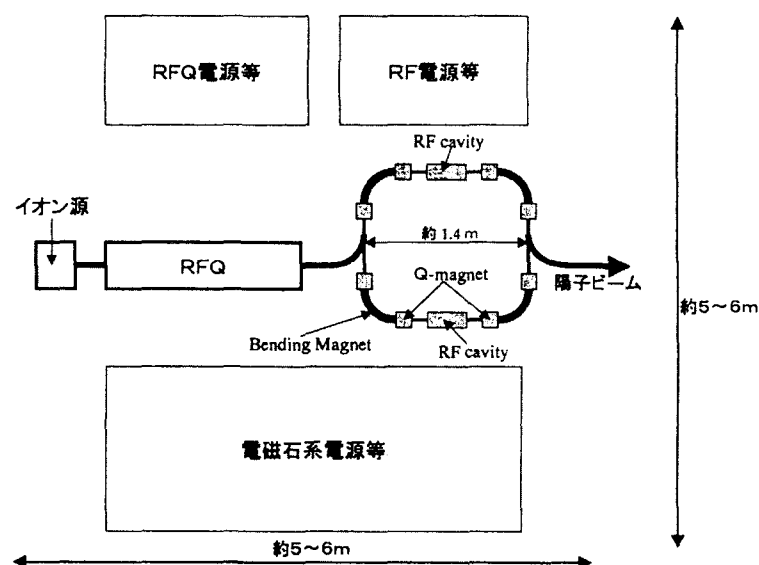 RFQ電源等
RF電源等
RF cavity
イオン源
RFQ
約 1.4 m
Q-magnet
陽子ビーム
約5～6m
Bending Magnet
RF cavity
電磁石系電源等
約5～6m